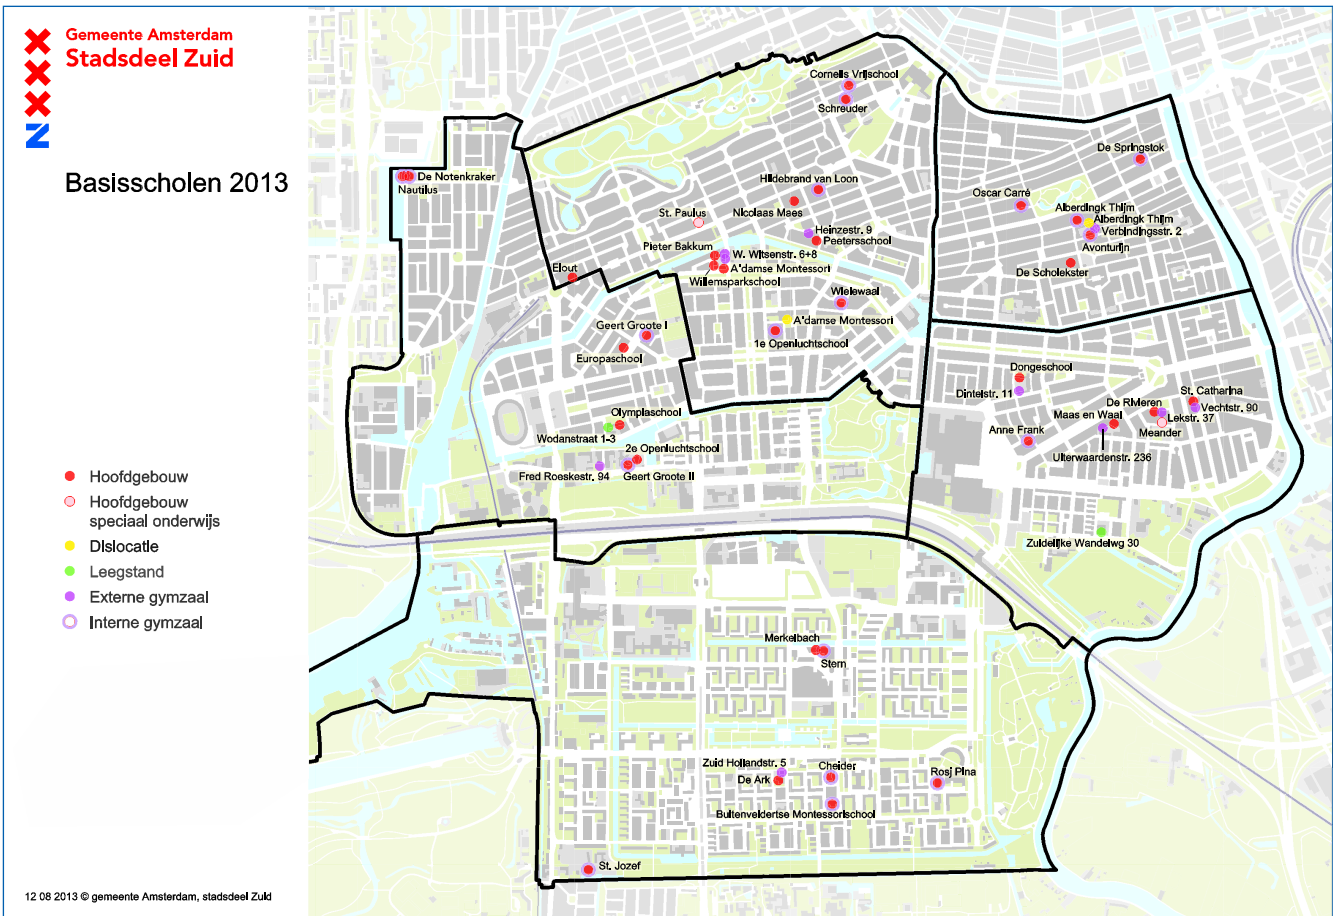 Gemeente Amsterdam
Stadsdeel Zuid
Basisscholen 2013
Hoofdgebouw
Hoofdgebouw
speciaal onderwijs
Dislocatie
Leegstand
Externe gymzaal
Interne gymzaal
12 08 2013 © gemeente Amsterdam, stadsdeel Zuid
Cornelis Vrijschool
Schreuder
De Notenkraker
Nautilus
Hildebrand van Loon
Nicolaas Maes
St. Paulus
Heinzestr. 9
Peetersschool
Pieter Bakkum
W. Witsenstr. 6+8
A'damse Montessori
Willemsparkschool
Elout
Wielewaal
A'damse Montessori
1e Openluchtschool
Geert Groote I
Europaschool
Olympiaschool
Wodanstraat 1-3
2e Openluchtschool
Fred Roeskestr. 94
Geert Groote II
De Springstok
Oscar Carré
Alberdingk Thijm
Alberdingk Thijm
Verbindingsstr. 2
Avonturijn
De Scholekster
Dongeschool
Dintelstr. 11
St. Catharina
De Rivieren
Vechtstr. 90
Maas en Waal
Lekstr. 37
Meander
Anne Frank
Uiterwaardenstr. 236
Zuidelijke Wandelwg 30
Merkelbach
Stern
Zuid Hollandstr. 5
De Ark
Cheider
Rosj Pina
Buitenveldertse Montessorischool
St. Jozef